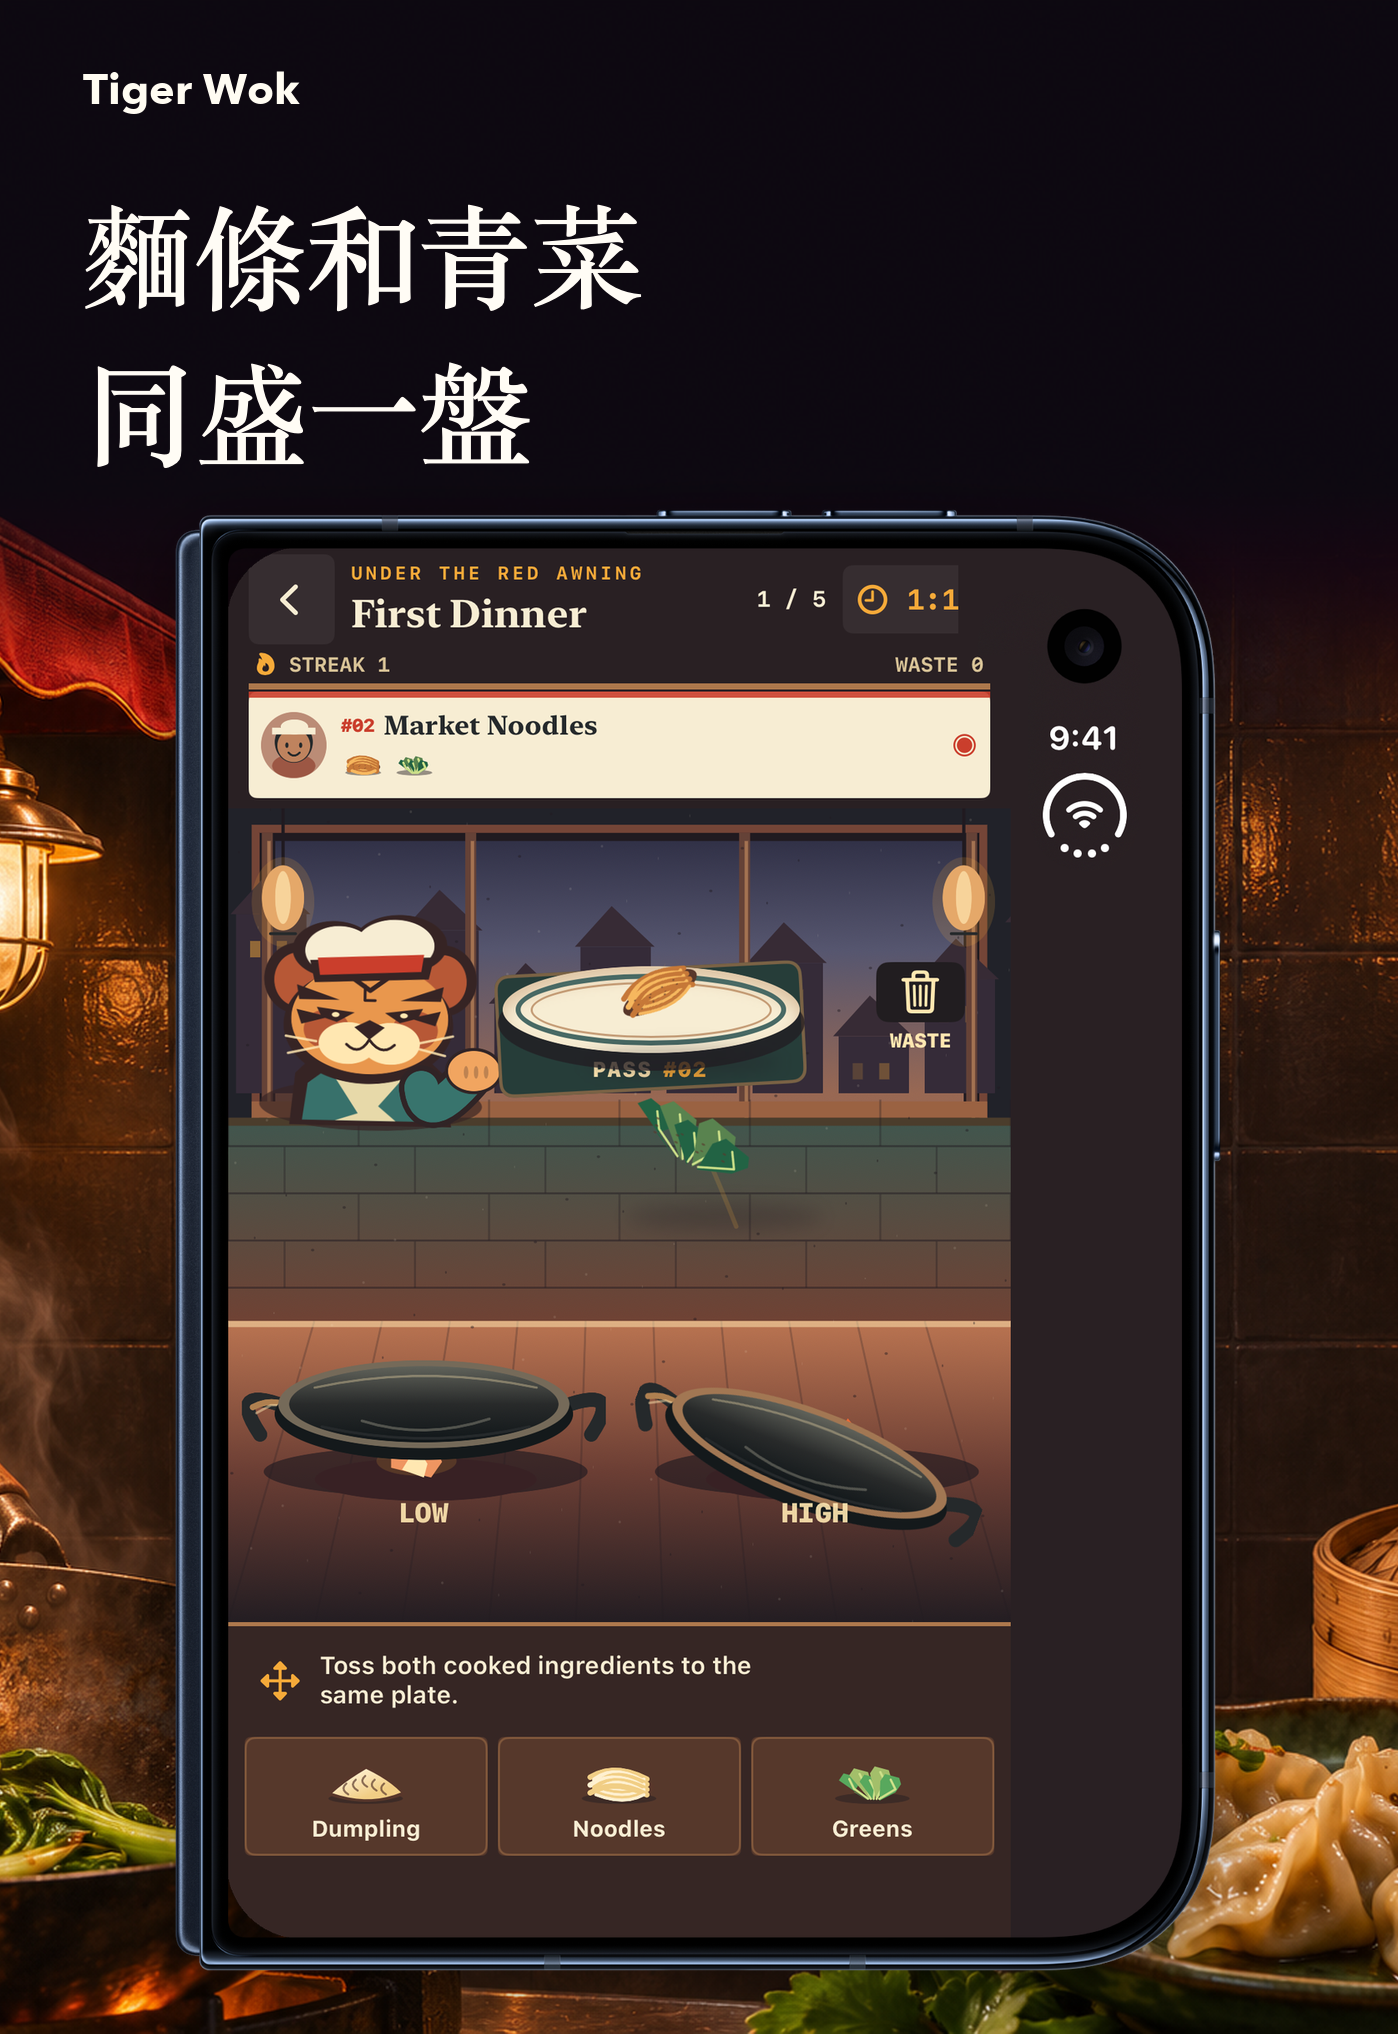 Tiger Wok
麵條和青菜
同盛一盤
UNDER THE RED AWNING
First Dinner
1 / 5
1:1
STREAK 1
WASTE 0
#02 Market Noodles
9:41
WASTE
PASS #02
LOW
HIGH
Toss both cooked ingredients to the
same plate.
Dumpling
Noodles
Greens